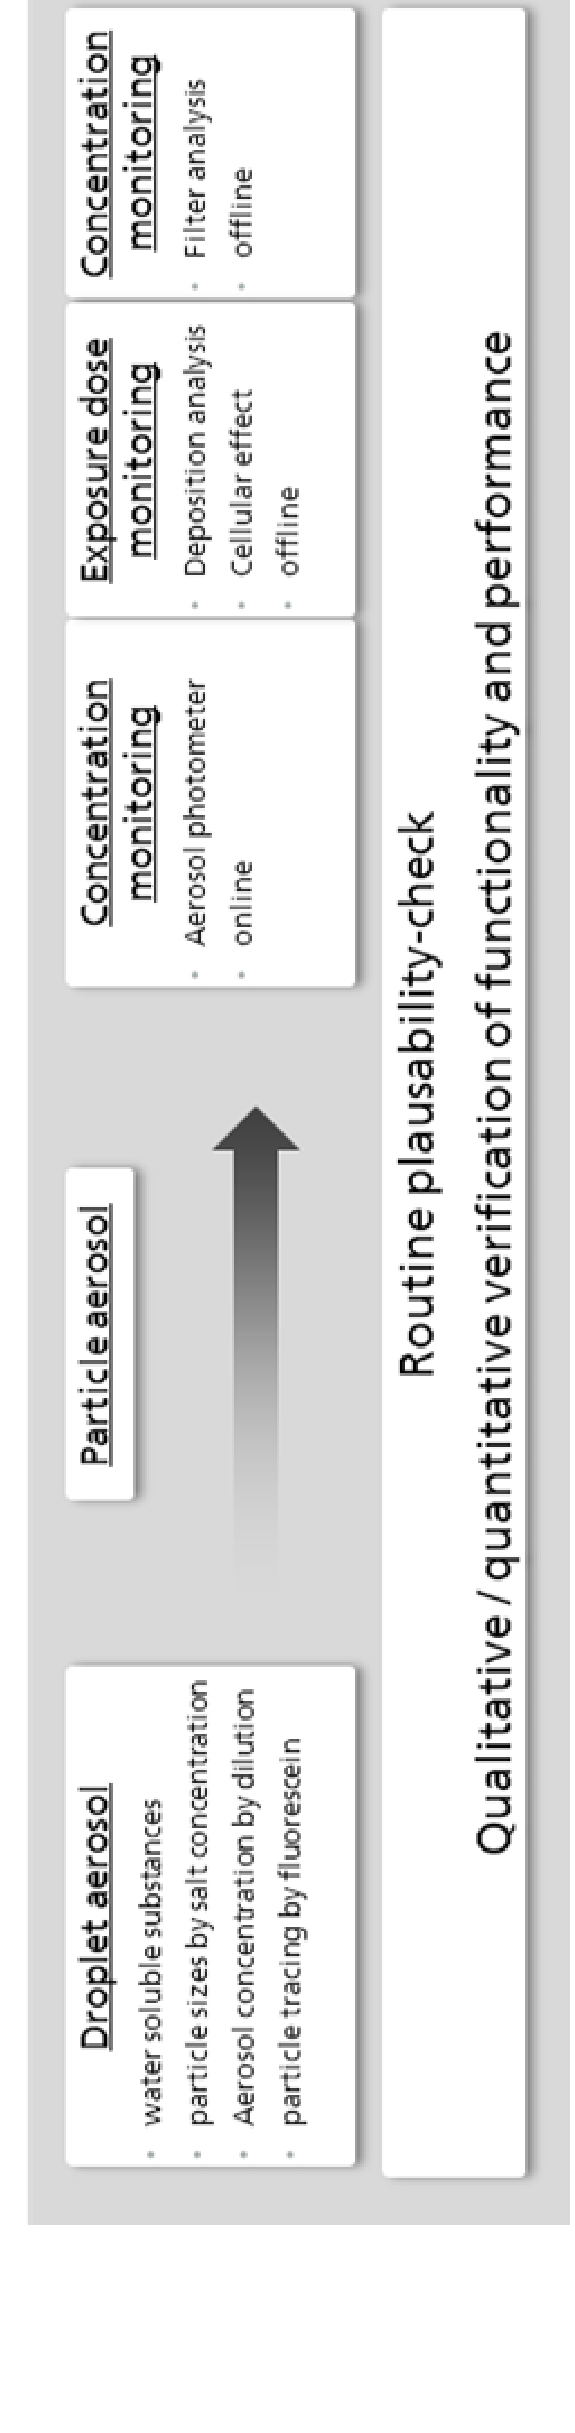 Droplet aerosol
• water soluble substances
• particle sizes by salt concentration
• Aerosol concentration by dilution
• particle tracing by fluorescein
Particle aerosol
Concentration
monitoring
• Aerosol photometer
• online
Exposure dose
monitoring
• Deposition analysis
• Cellular effect
• offline
Concentration
monitoring
• Filter analysis
• offline
Routine plausability-check
Qualitative / quantitative verification of functionality and performance